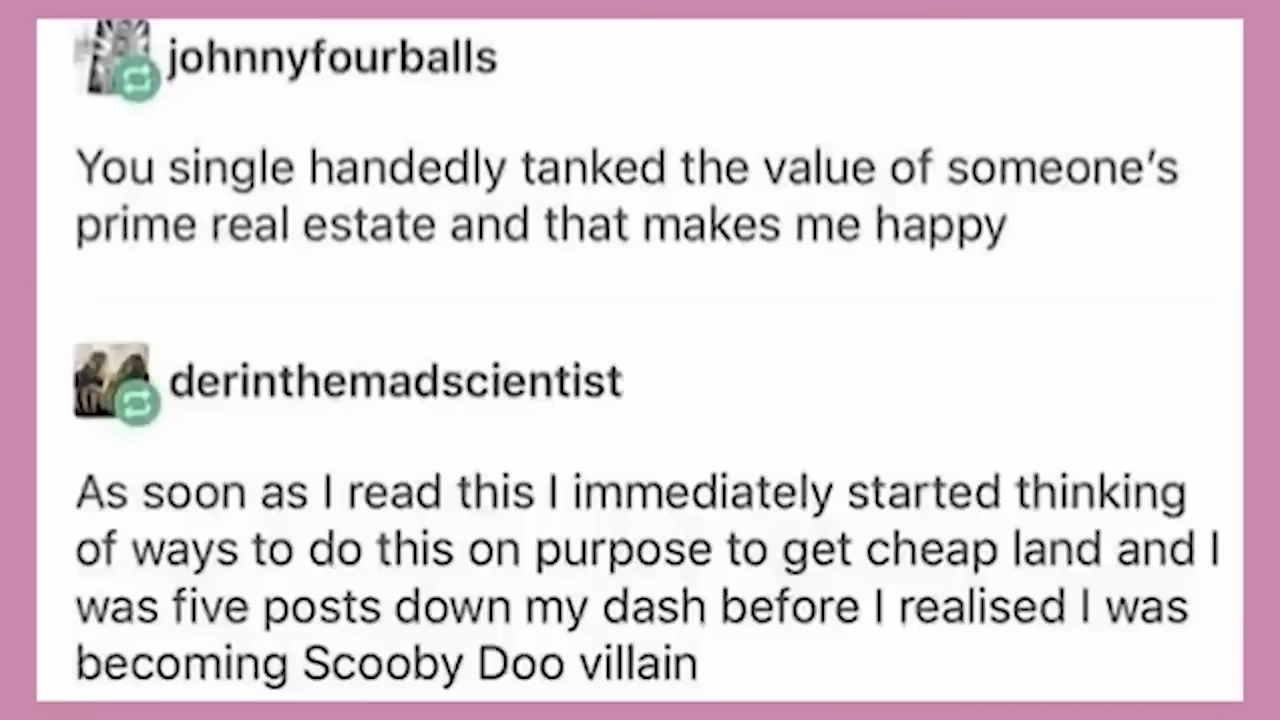 johnnyfourballs
You single handedly tanked the value of someone’s
prime real estate and that makes me happy
derinthemadscientist
As soon as I read this I immediately started thinking
of ways to do this on purpose to get cheap land and I
was five posts down my dash before I realised I was
becoming Scooby Doo villain